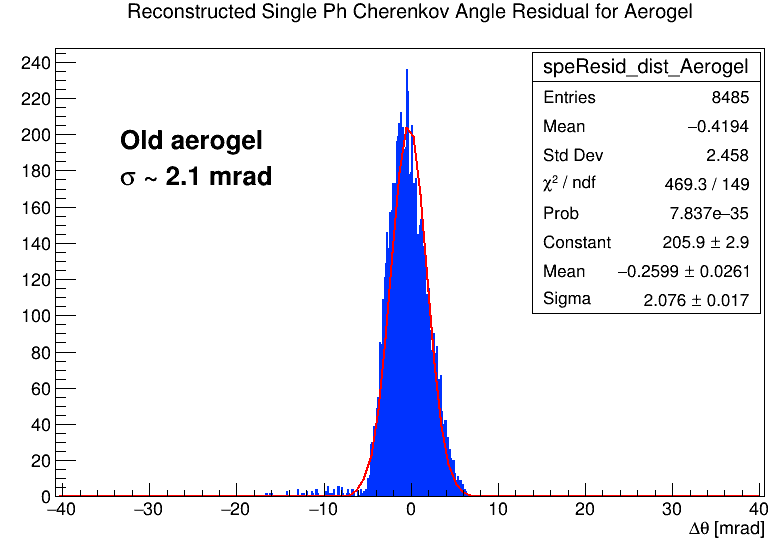 Reconstructed Single Ph Cherenkov Angle Residual for Aerogel
speResid_dist_Aerogel
Entries 8485
Mean −0.4194
Std Dev 2.458
χ² / ndf 469.3 / 149
Prob 7.837e−35
Constant 205.9 ± 2.9
Mean −0.2599 ± 0.0261
Sigma 2.076 ± 0.017
Old aerogel
σ ~ 2.1 mrad
240
220
200
180
160
140
120
100
80
60
40
20
0
−40 −30 −20 −10 0 10 20 30 40
Δθ [mrad]